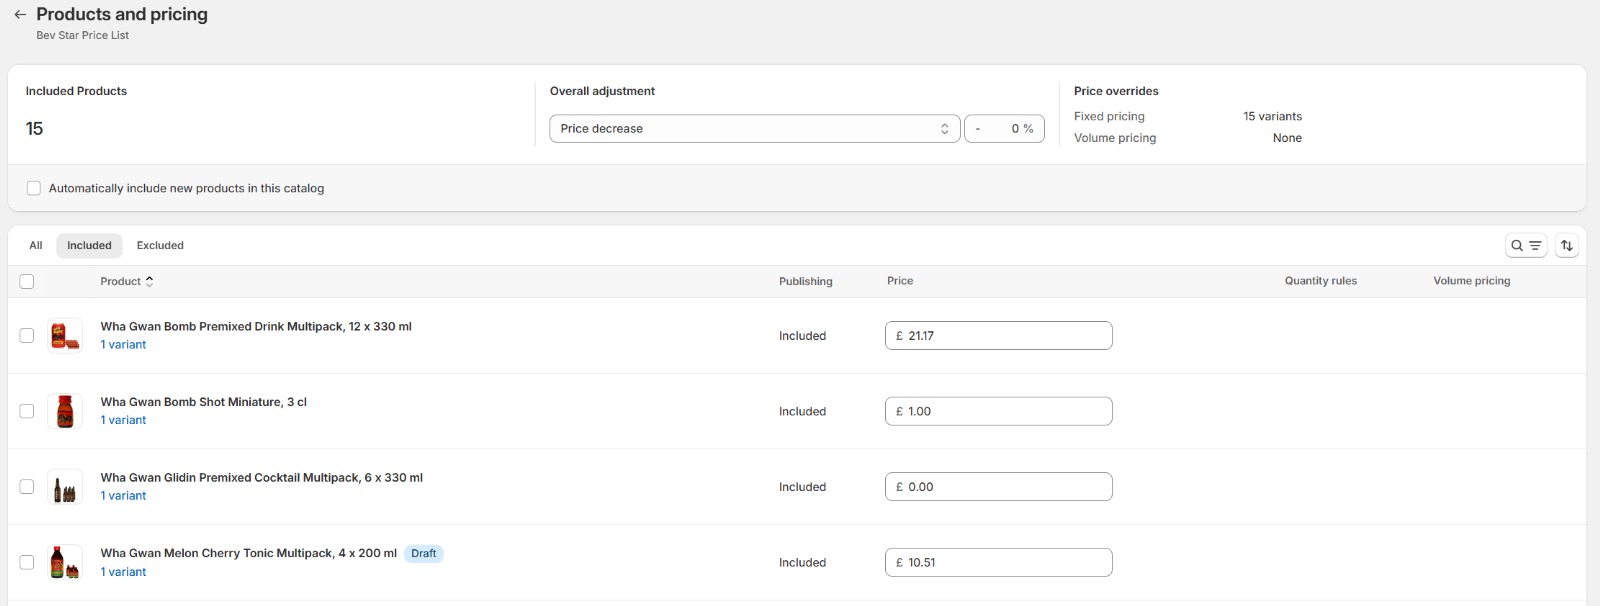 Products and pricing
Bev Star Price List
Included Products
15
Overall adjustment
Price decrease
- 0 %
Price overrides
Fixed pricing 15 variants
Volume pricing None
Automatically include new products in this catalog
All Included Excluded
Product Publishing Price Quantity rules Volume pricing
Wha Gwan Bomb Premixed Drink Multipack, 12 x 330 ml
1 variant
Included
£ 21.17
Wha Gwan Bomb Shot Miniature, 3 cl
1 variant
Included
£ 1.00
Wha Gwan Glidin Premixed Cocktail Multipack, 6 x 330 ml
1 variant
Included
£ 0.00
Wha Gwan Melon Cherry Tonic Multipack, 4 x 200 ml Draft
1 variant
Included
£ 10.51